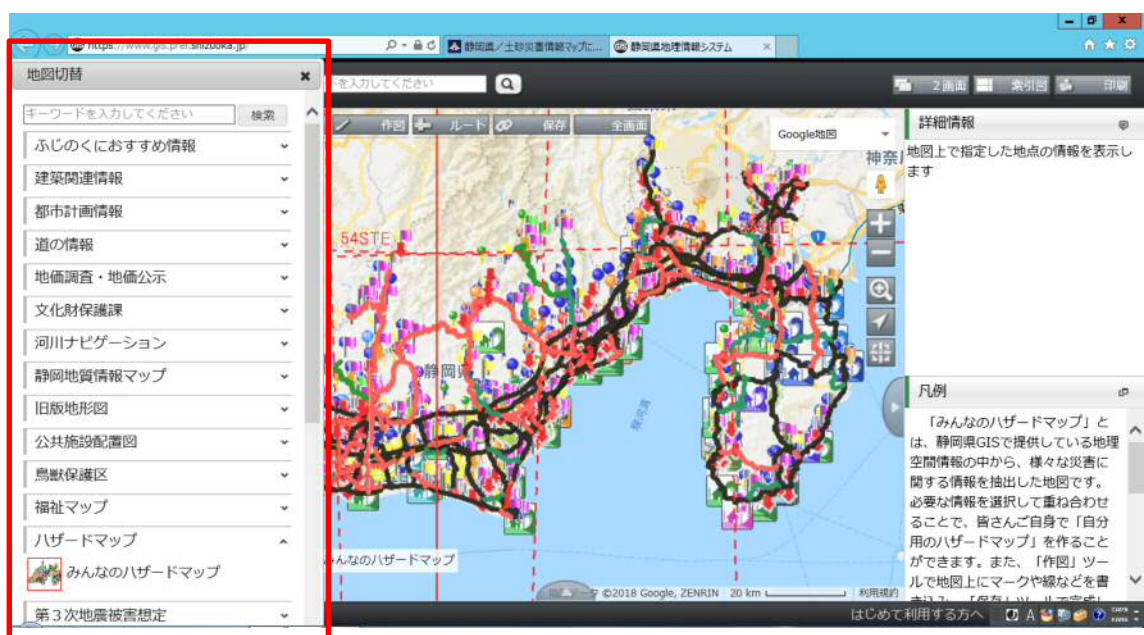 https://www.gis.pref.shizuoka.jp/
静岡県／土砂災害情報マップに...
静岡県地理情報システム
地図切替
キーワードを入力してください
検索
ふじのくにおすすめ情報
建築関連情報
都市計画情報
道の情報
地価調査・地価公示
文化財保護課
河川ナビゲーション
静岡地質情報マップ
旧版地形図
公共施設配置図
鳥獣保護区
福祉マップ
ハザードマップ
みんなのハザードマップ
第３次地震被害想定
ドを入力してください
２画面
索引図
印刷
作図
ルート
保存
全画面
Google地図
神奈川
54STE
静岡県
駿河湾
みんなのハザードマップ
©2018 Google, ZENRIN
20 km
利用規約
詳細情報
地図上で指定した地点の情報を表示し
ます
凡例
「みんなのハザードマップ」と
は、静岡県GISで提供している地理
空間情報の中から、様々な災害に
関する情報を抽出した地図です。
必要な情報を選択して重ね合わせ
ることで、皆さんご自身で「自分
用のハザードマップ」を作ること
ができます。また、「作図」ツー
ルで地図上にマークや線などを書
はじめて利用する方へ
A